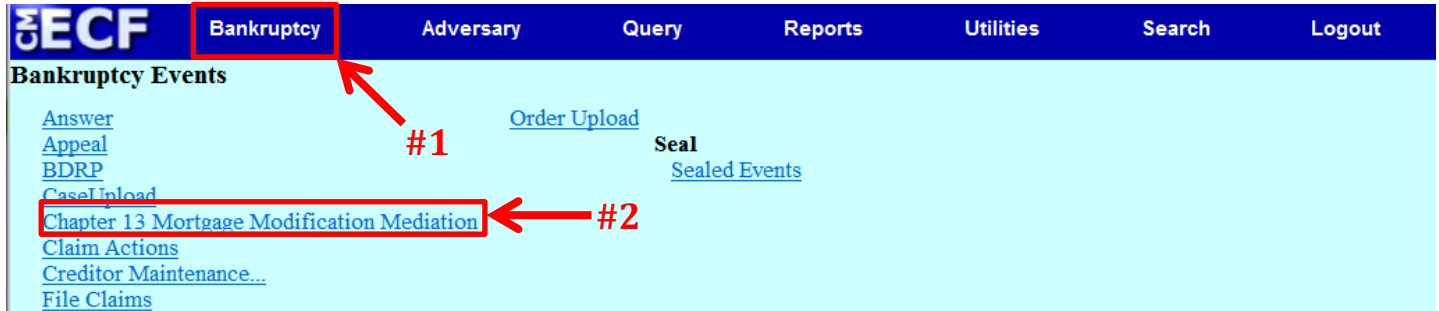 CM ECF Bankruptcy Adversary Query Reports Utilities Search Logout
Bankruptcy Events
Answer Order Upload
#1
Appeal Seal
BDRP Sealed Events
CaseUpload
Chapter 13 Mortgage Modification Mediation #2
Claim Actions
Creditor Maintenance...
File Claims